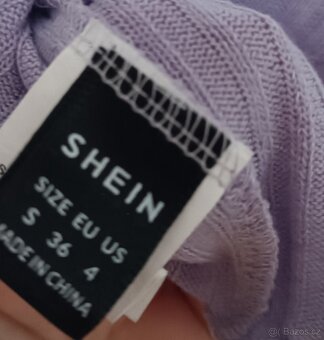 SHEIN
SIZE EU US
S 36 4
MADE IN CHINA
Bazos.cz